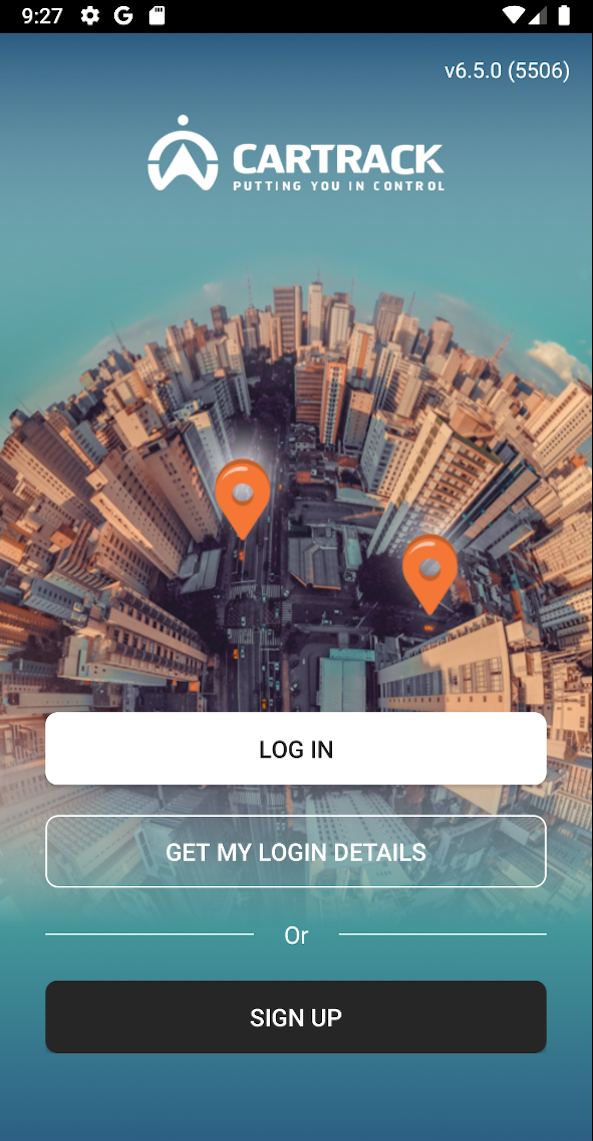 9:27
v6.5.0 (5506)
CARTRACK
PUTTING YOU IN CONTROL
LOG IN
GET MY LOGIN DETAILS
Or
SIGN UP